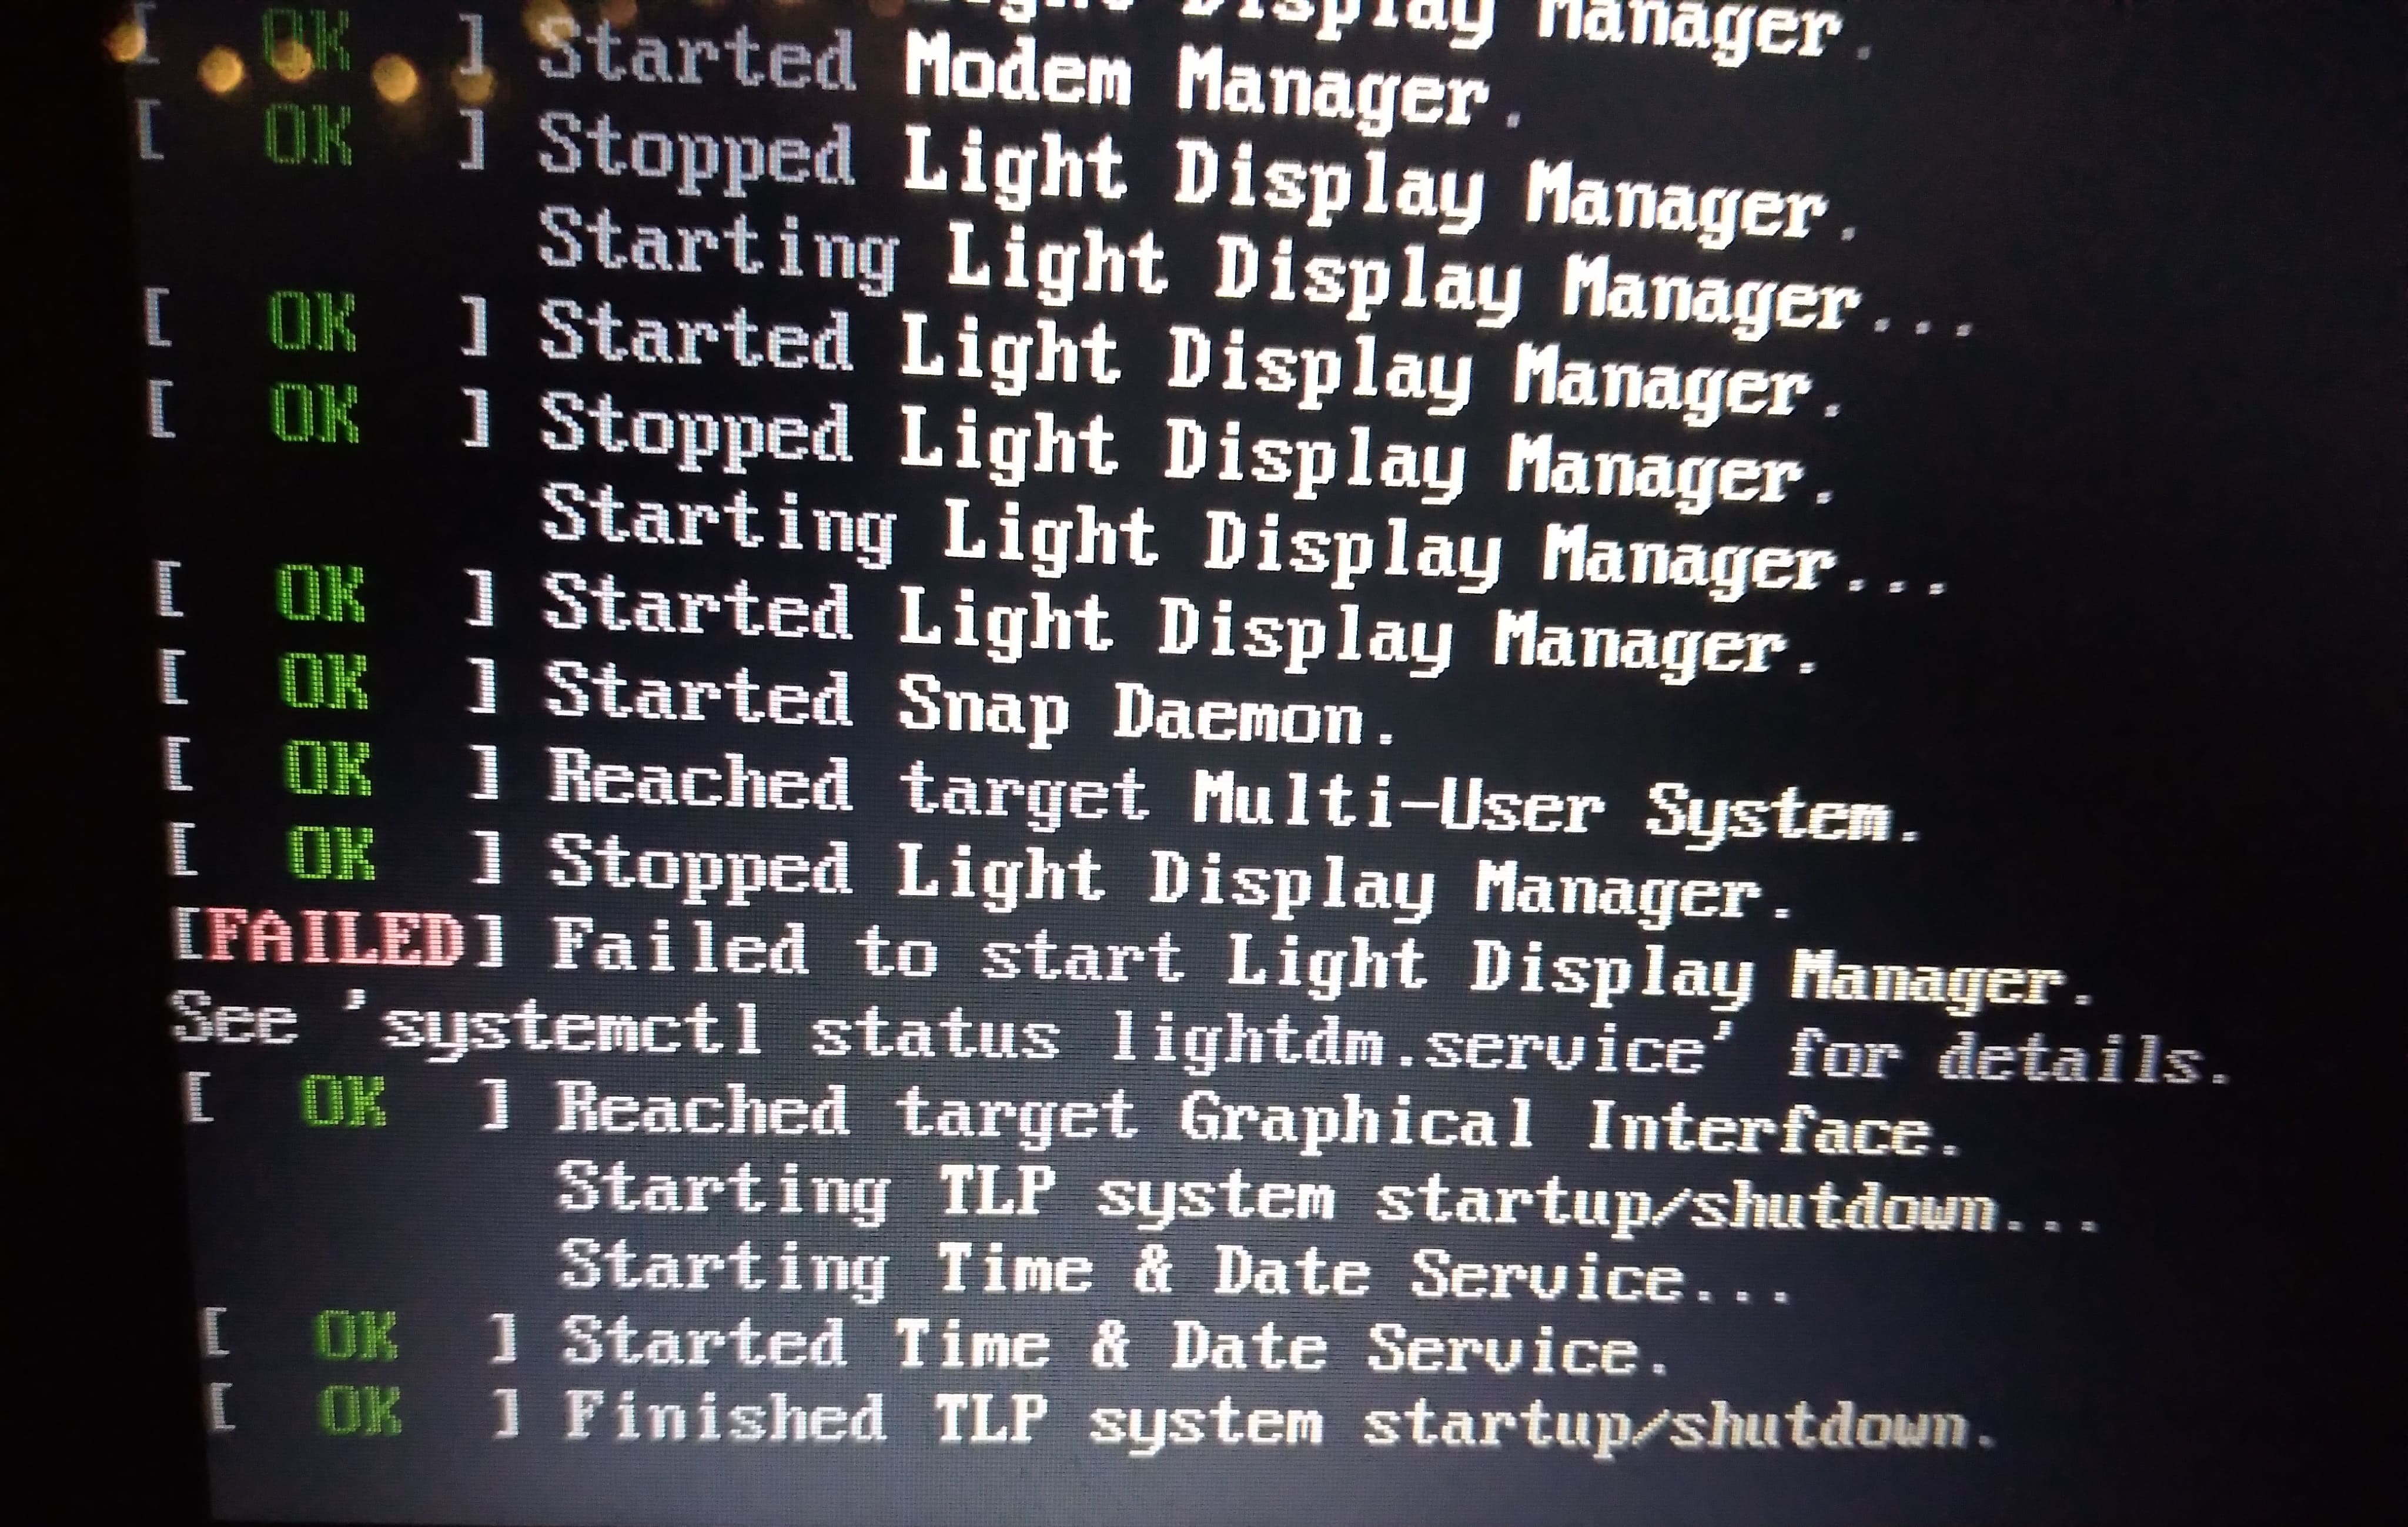 Light Display Manager.
[  OK  ] Started Modem Manager.
[  OK  ] Stopped Light Display Manager.
Starting Light Display Manager...
[  OK  ] Started Light Display Manager.
[  OK  ] Stopped Light Display Manager.
Starting Light Display Manager...
[  OK  ] Started Light Display Manager.
[  OK  ] Started Snap Daemon.
[  OK  ] Reached target Multi-User System.
[  OK  ] Stopped Light Display Manager.
[FAILED] Failed to start Light Display Manager.
See 'systemctl status lightdm.service' for details.
[  OK  ] Reached target Graphical Interface.
Starting TLP system startup/shutdown...
Starting Time & Date Service...
[  OK  ] Started Time & Date Service.
[  OK  ] Finished TLP system startup/shutdown.